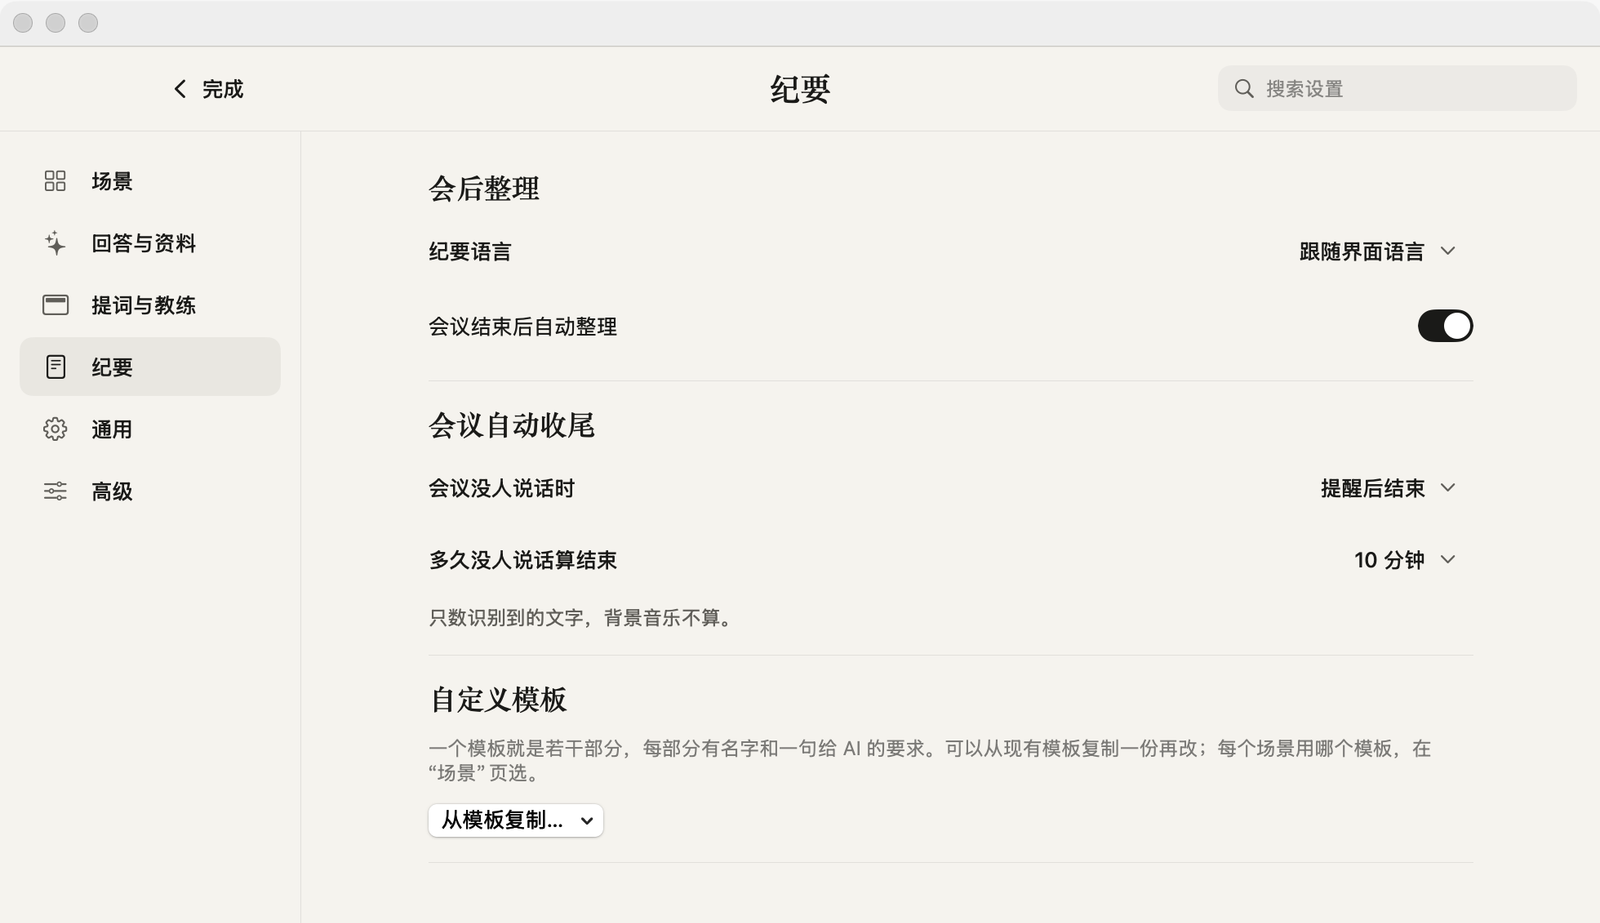 完成
纪要
搜索设置
场景
回答与资料
提词与教练
纪要
通用
高级
会后整理
纪要语言
跟随界面语言
会议结束后自动整理
会议自动收尾
会议没人说话时
提醒后结束
多久没人说话算结束
10 分钟
只数识别到的文字，背景音乐不算。
自定义模板
一个模板就是若干部分，每部分有名字和一句给 AI 的要求。可以从现有模板复制一份再改；每个场景用哪个模板，在
“场景” 页选。
从模板复制...